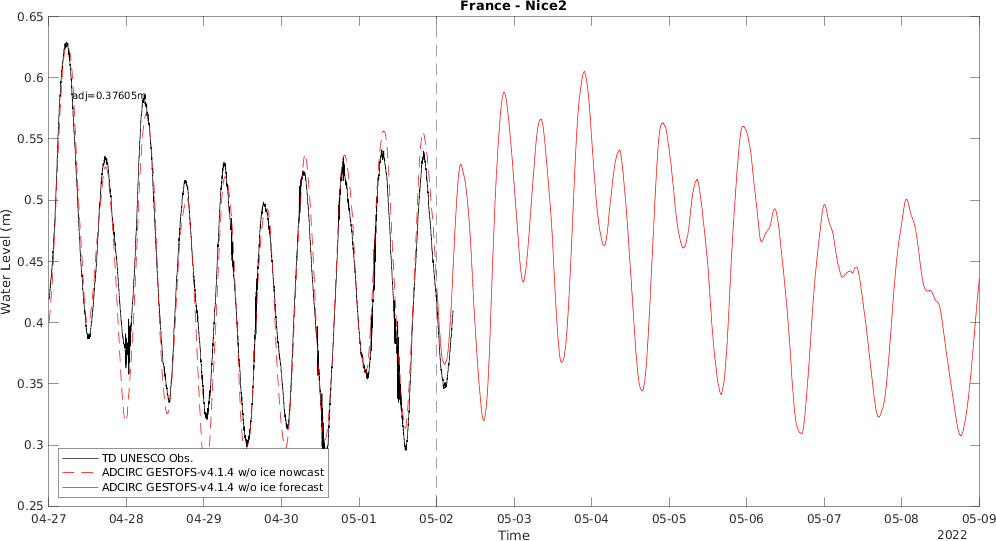 France - Nice2
0.65
0.6
0.55
0.5
0.45
0.4
0.35
0.3
0.25
Water Level (m)
adj=0.37605m
TD UNESCO Obs.
ADCIRC GESTOFS-v4.1.4 w/o ice nowcast
ADCIRC GESTOFS-v4.1.4 w/o ice forecast
04-27 04-28 04-29 04-30 05-01 05-02 05-03 05-04 05-05 05-06 05-07 05-08 05-09
Time
2022